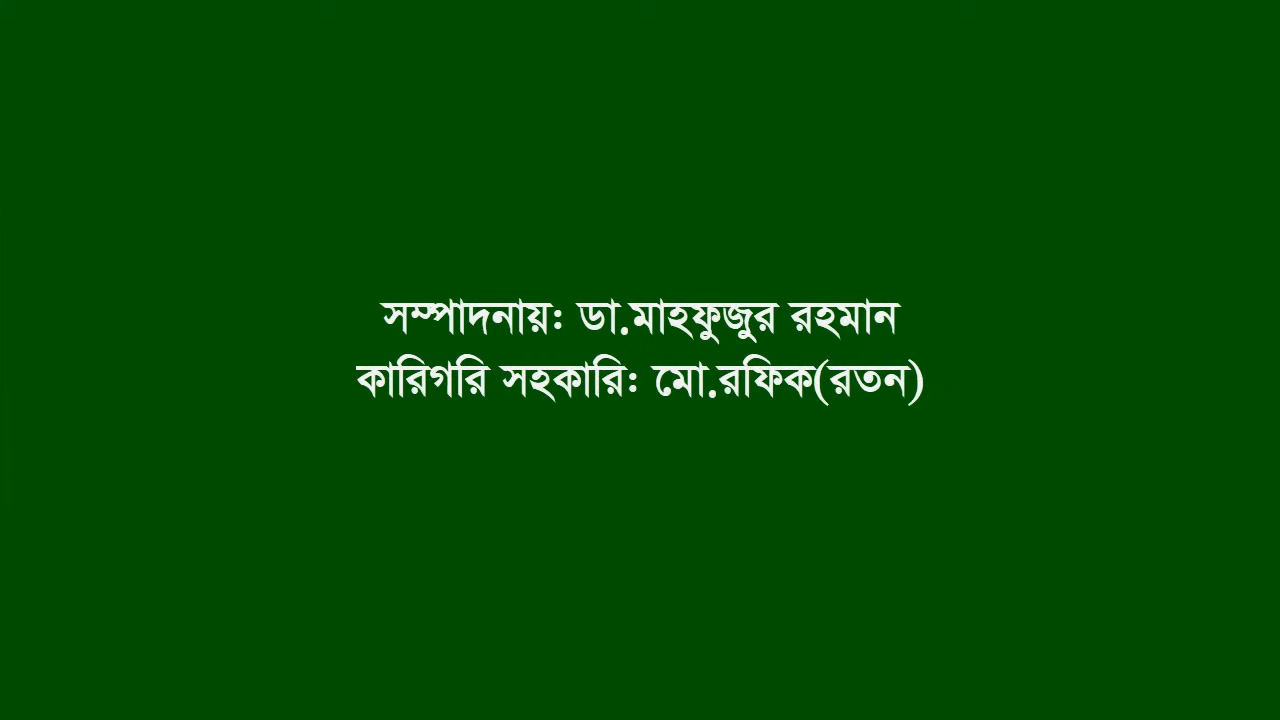 সম্পাদনায়: ডা.মাহফুজুর রহমান
কারিগরি সহকারি: মো.রফিক(রতন)